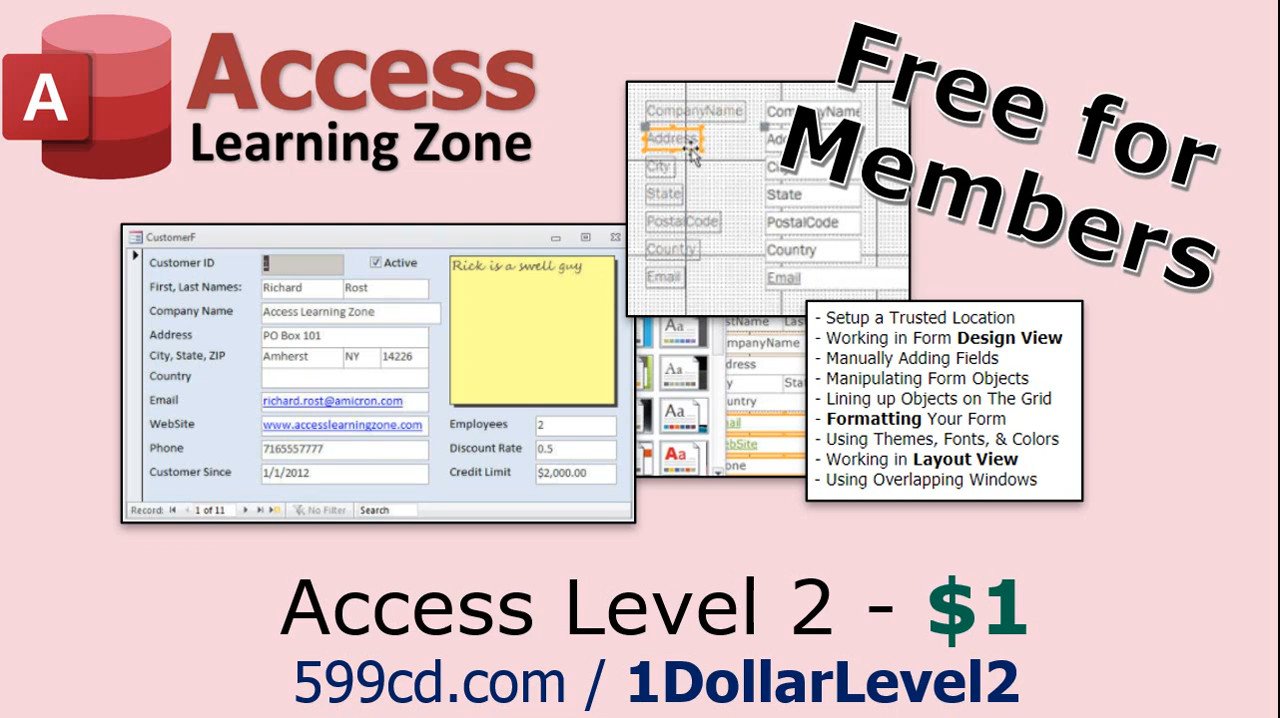 A
Access
Learning Zone
Free for
Members
CompanyName CompanyName
Address
City
State State
PostalCode PostalCode
Country Country
Email Email
CustomerF
Customer ID Active
First, Last Names: Richard Rost
Company Name Access Learning Zone
Address PO Box 101
City, State, ZIP Amherst NY 14226
Country
Email richard.rost@amicron.com
WebSite www.accesslearningzone.com
Phone 7165557777
Customer Since 1/1/2012
Rick is a swell guy
Employees 2
Discount Rate 0.5
Credit Limit $2,000.00
Record: 1 of 11 No Filter Search
Aa
Aa
Aa
Aa
- Setup a Trusted Location
- Working in Form Design View
- Manually Adding Fields
- Manipulating Form Objects
- Lining up Objects on The Grid
- Formatting Your Form
- Using Themes, Fonts, & Colors
- Working in Layout View
- Using Overlapping Windows
Access Level 2 - $1
599cd.com / 1DollarLevel2